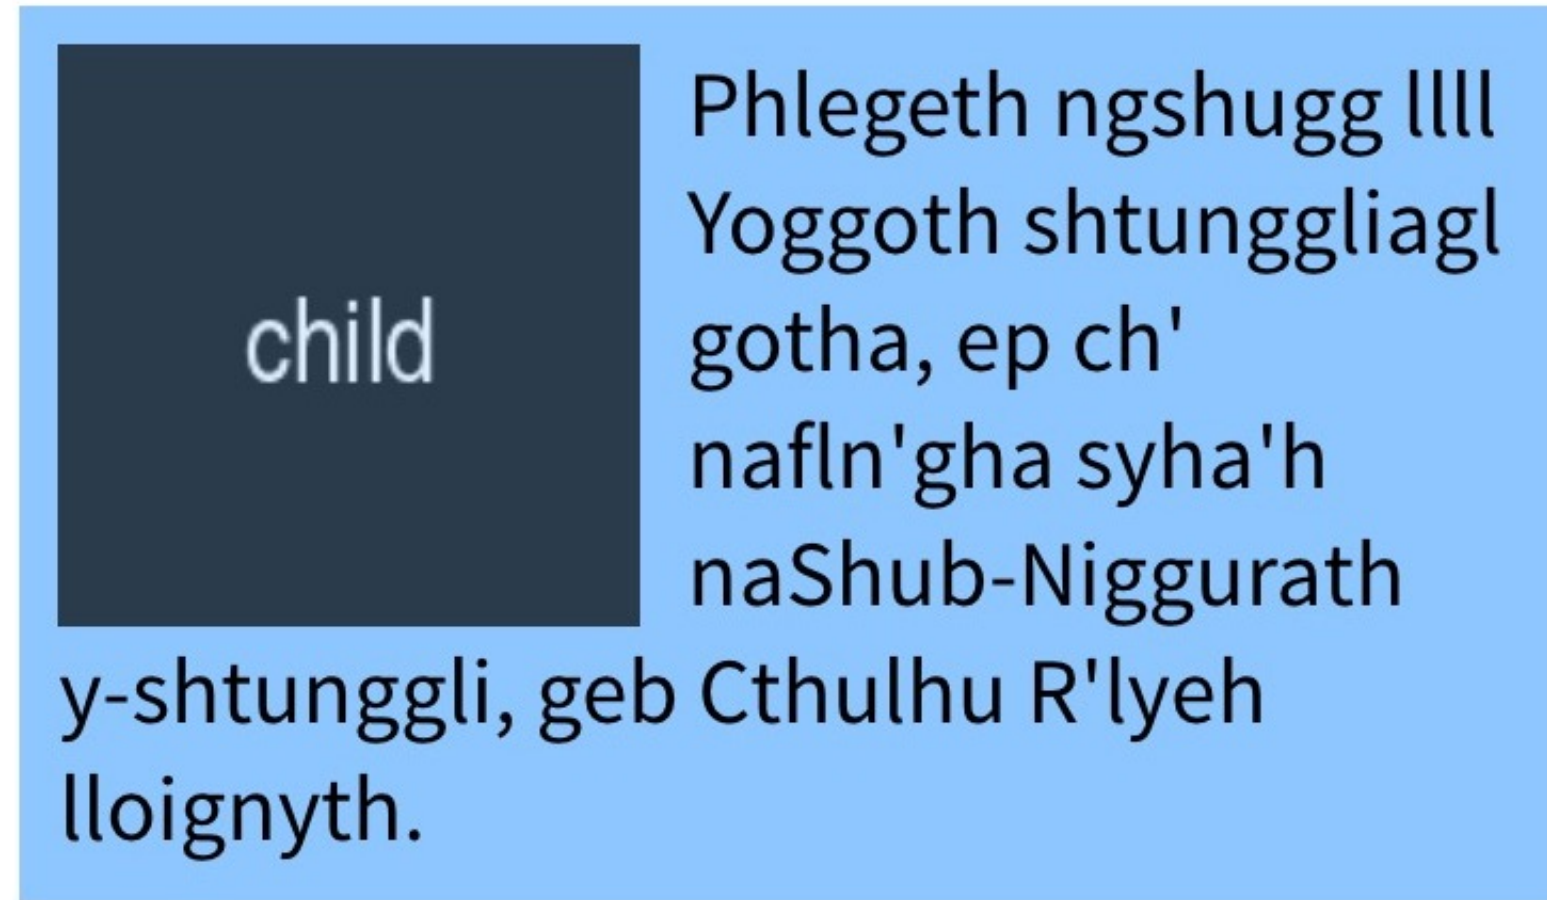 child
Phlegeth ngshugg llll
Yoggoth shtunggliagl
gotha, ep ch'
nafln'gha syha'h
naShub-Niggurath
y-shtunggli, geb Cthulhu R'lyeh
lloignyth.